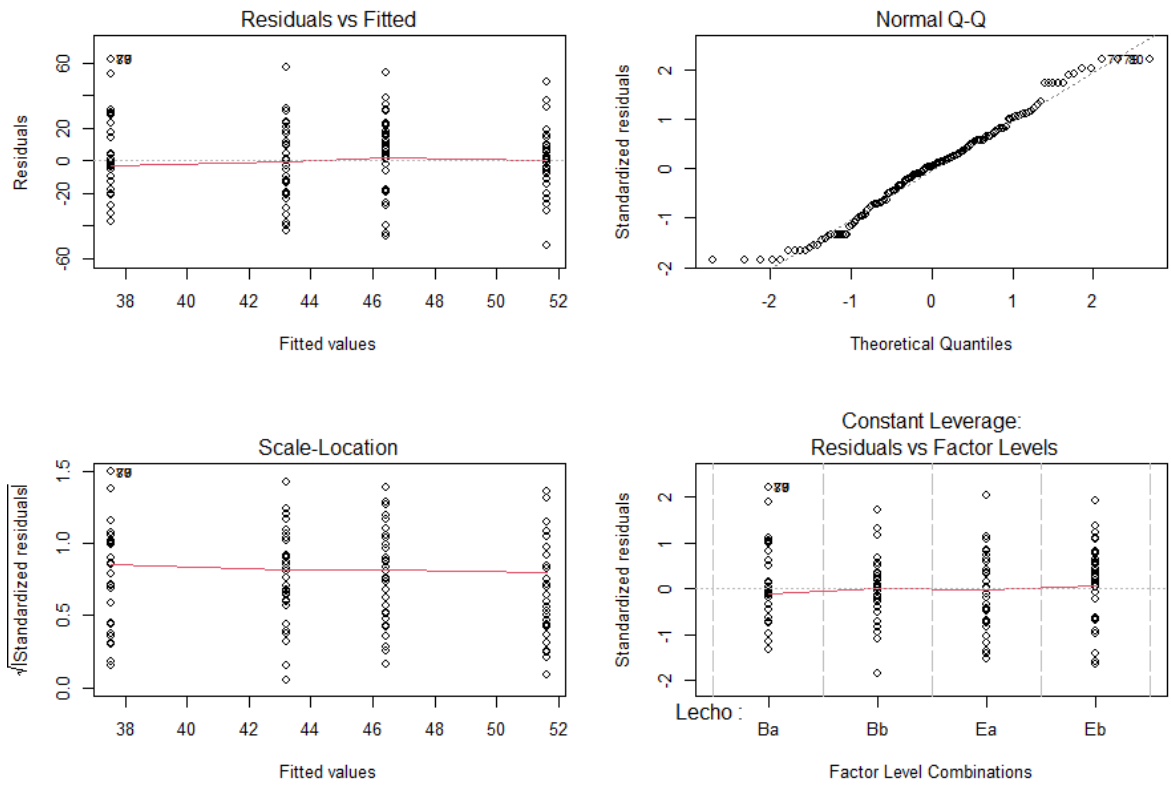 Residuals vs Fitted
Residuals
60
20
0
-20
-60
38 40 42 44 46 48 50 52
Fitted values
Normal Q-Q
Standardized residuals
2
1
0
-1
-2
-2 -1 0 1 2
Theoretical Quantiles
Scale-Location
√|Standardized residuals|
1.5
1.0
0.5
0.0
38 40 42 44 46 48 50 52
Fitted values
Constant Leverage:
Residuals vs Factor Levels
Standardized residuals
2
1
0
-1
-2
Lecho :
Ba Bb Ea Eb
Factor Level Combinations